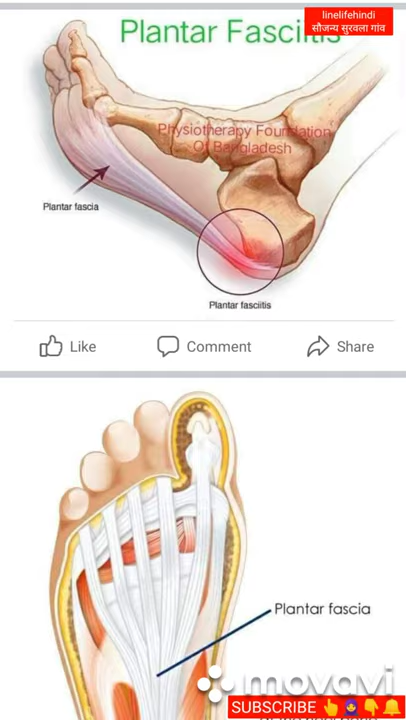 linelifehindi
सौजन्य सुरवला गांव
Plantar Fasciitis
Physiotherapy Foundation
Of Bangladesh
Plantar fascia
Plantar fasciitis
Like Comment Share
Plantar fascia
movavi
SUBSCRIBE